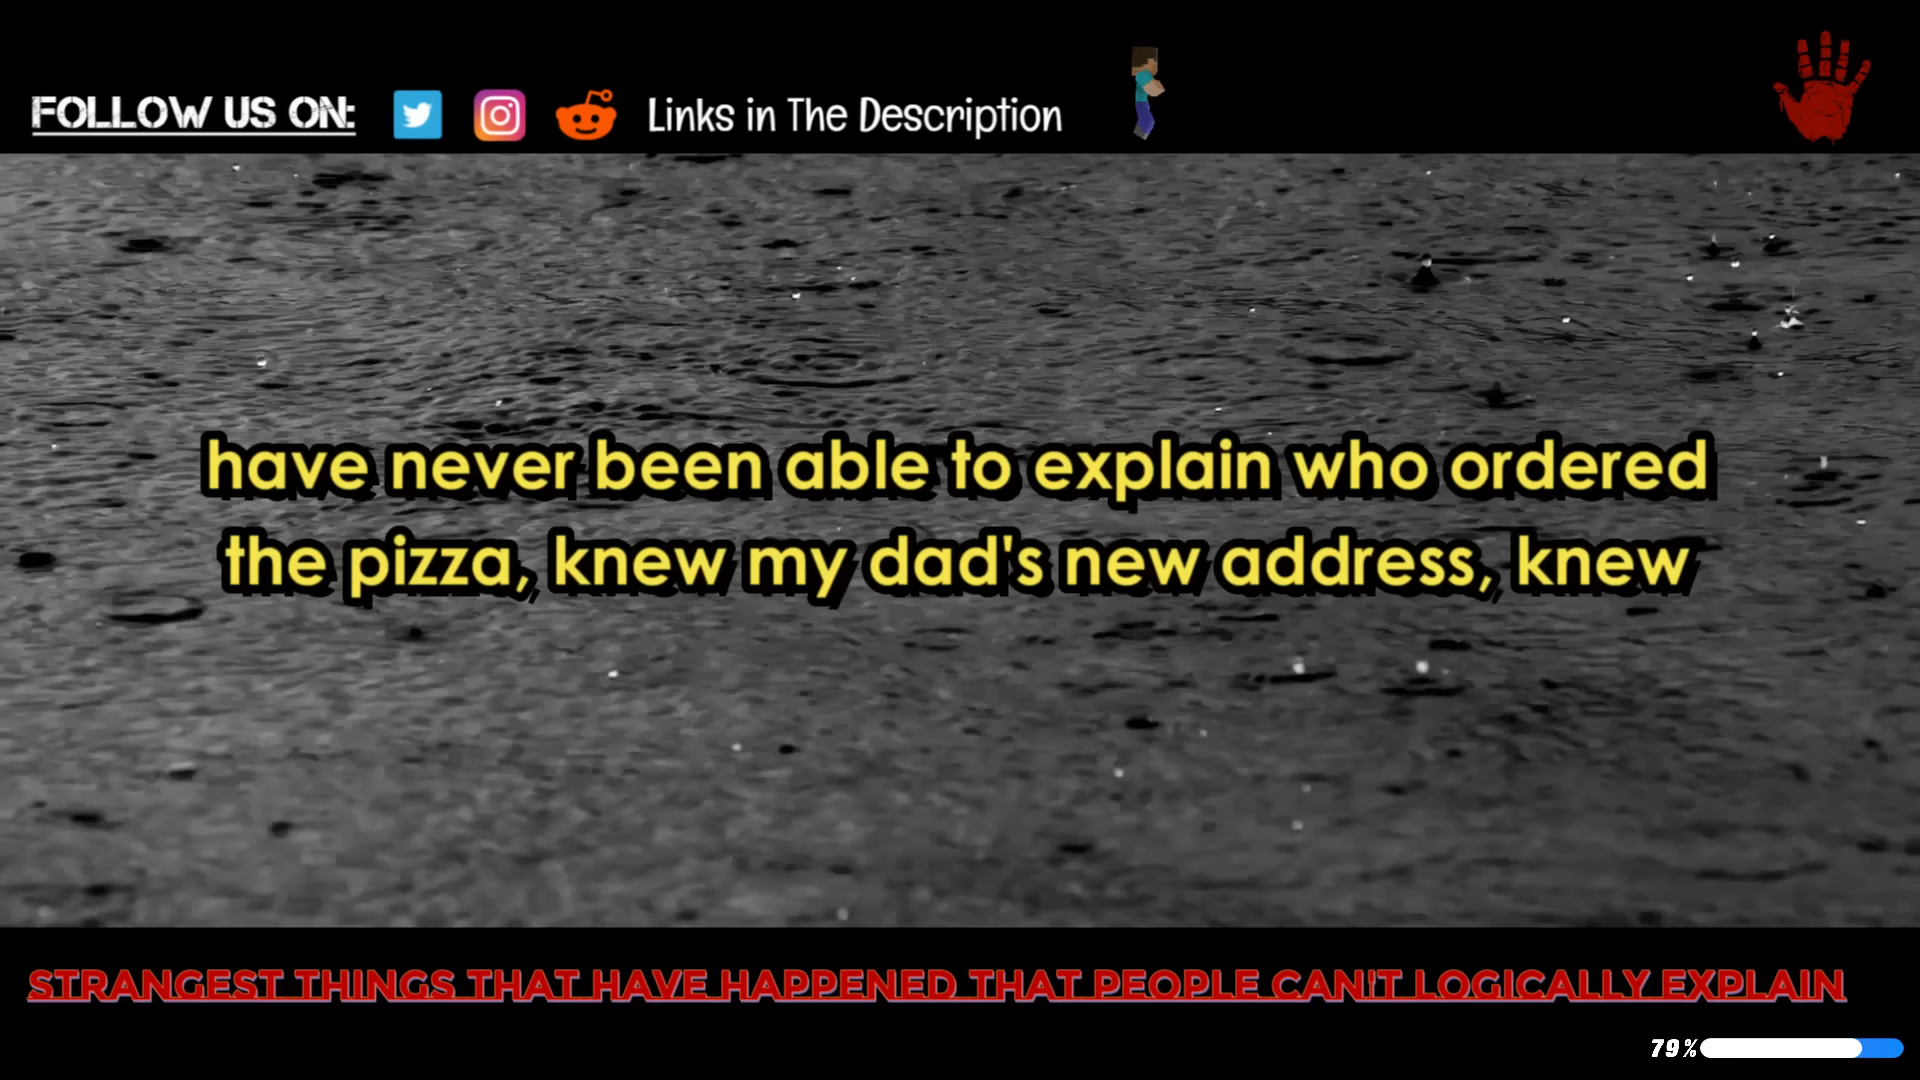 FOLLOW US ON: Links in The Description
have never been able to explain who ordered
the pizza, knew my dad's new address, knew
STRANGEST THINGS THAT HAVE HAPPENED THAT PEOPLE CAN'T LOGICALLY EXPLAIN
79%